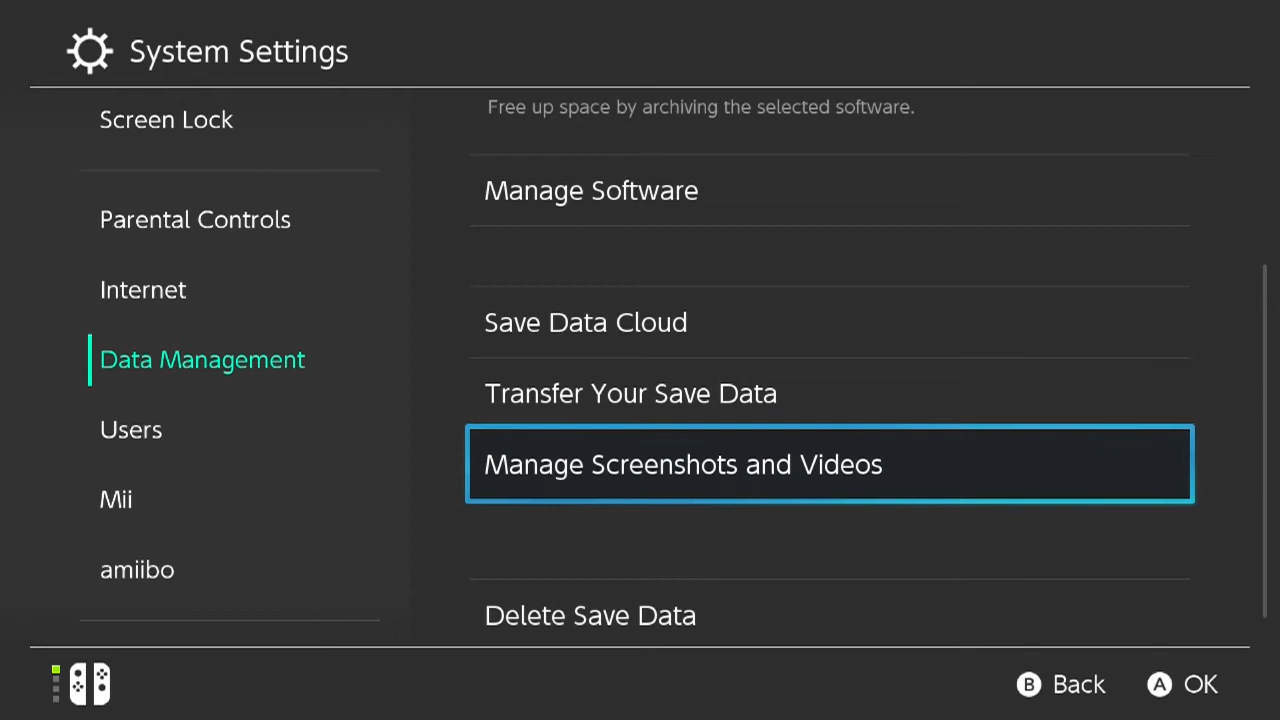 System Settings
Screen Lock
Parental Controls
Internet
Data Management
Users
Mii
amiibo
Free up space by archiving the selected software.
Manage Software
Save Data Cloud
Transfer Your Save Data
Manage Screenshots and Videos
Delete Save Data
B Back
A OK